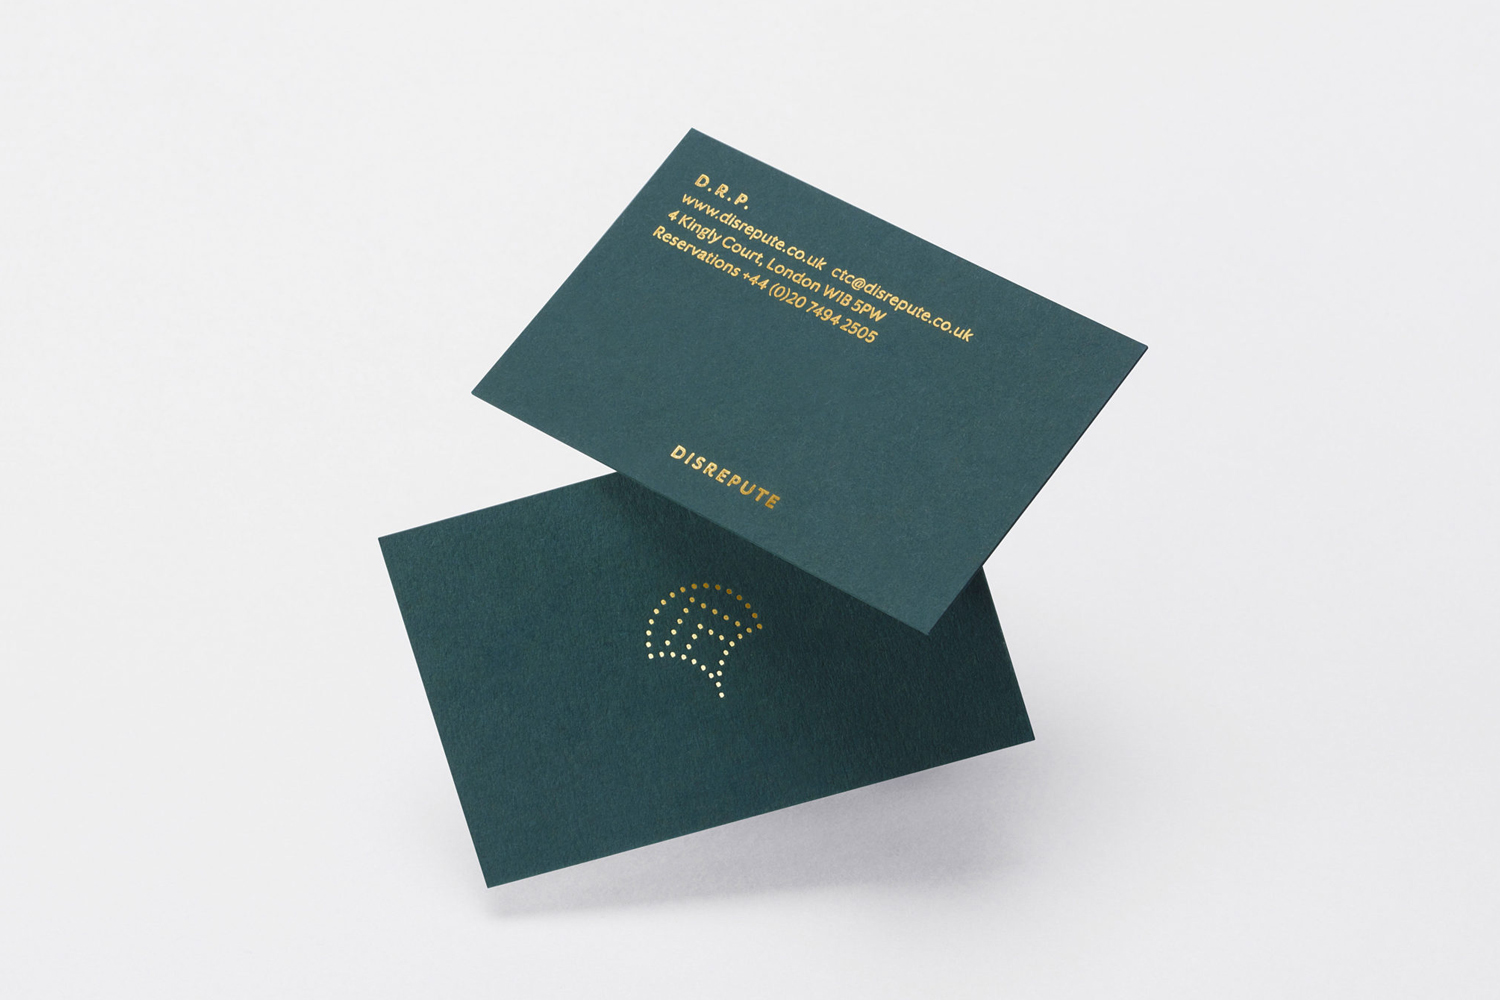 D.R.P.
www.disrepute.co.uk ctc@disrepute.co.uk
4 Kingly Court, London W1B 5PW
Reservations +44 (0)20 7494 2505
DISREPUTE